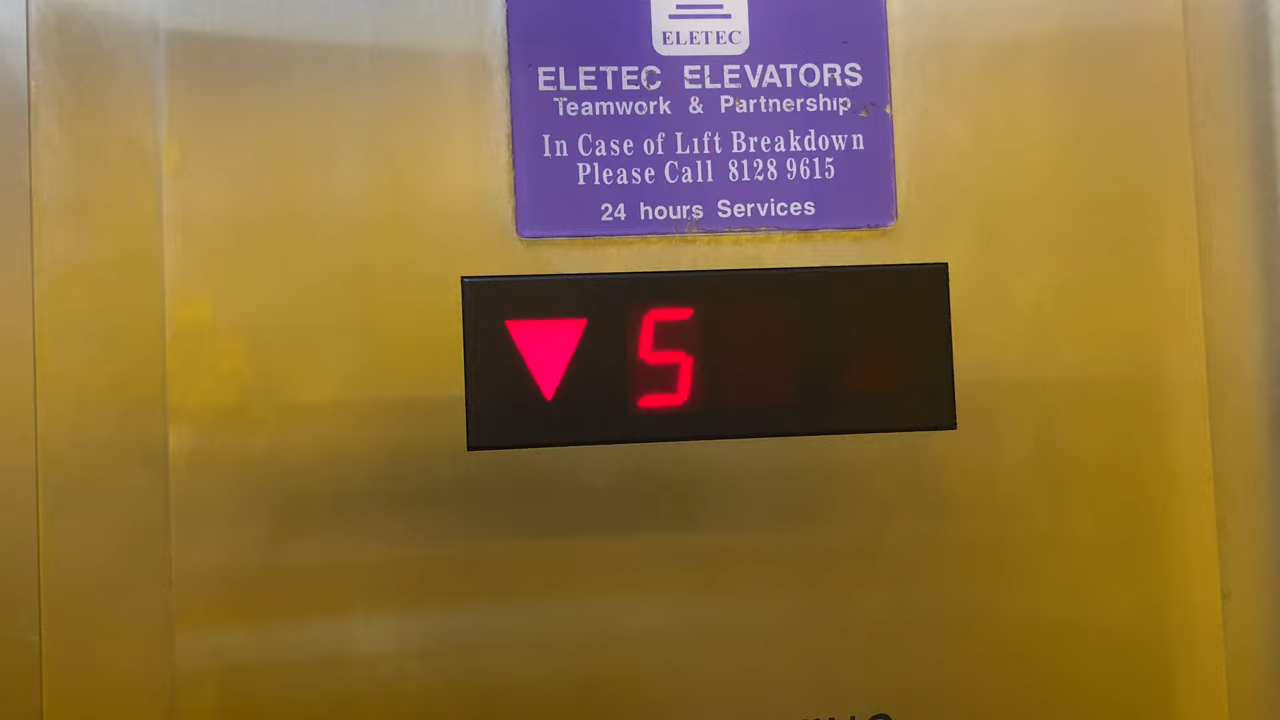 ELETEC
ELETEC ELEVATORS
Teamwork & Partnership
In Case of Lift Breakdown
Please Call 8128 9615
24 hours Services
▼ 5